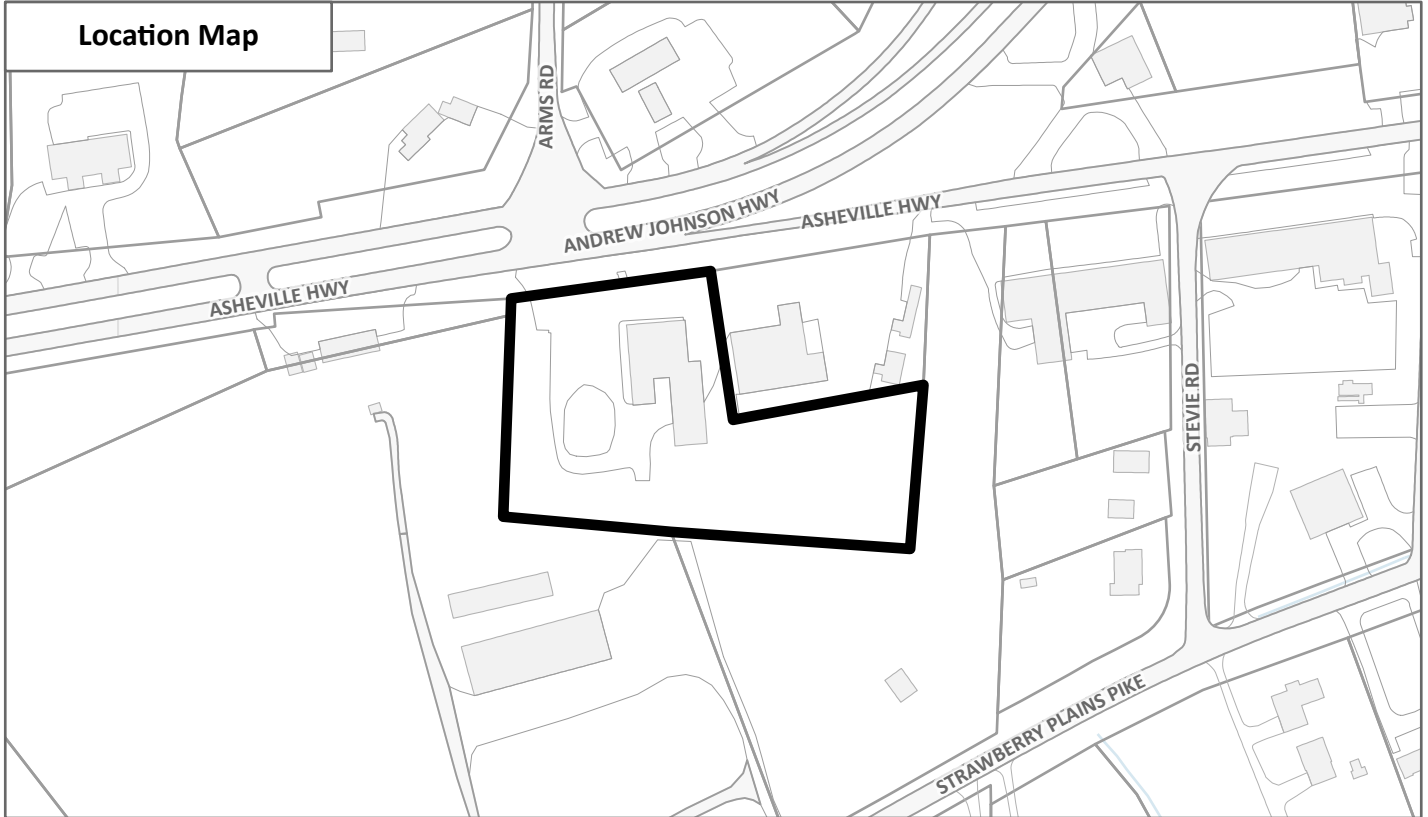 Location Map
ARMS RD
ANDREW JOHNSON HWY
ASHEVILLE HWY
ASHEVILLE HWY
STEVIE RD
STRAWBERRY PLAINS PIKE